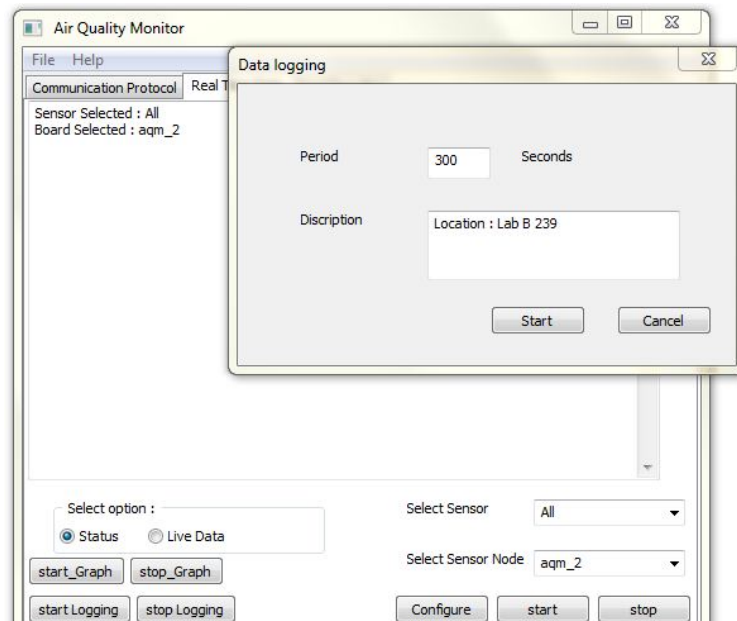 Air Quality Monitor
File Help
Communication Protocol Real T
Sensor Selected : All
Board Selected : aqm_2
Data logging
Period 300 Seconds
Discription Location : Lab B 239
Start Cancel
Select option :
Status Live Data
Select Sensor All
Select Sensor Node aqm_2
start_Graph stop_Graph
start Logging stop Logging Configure start stop